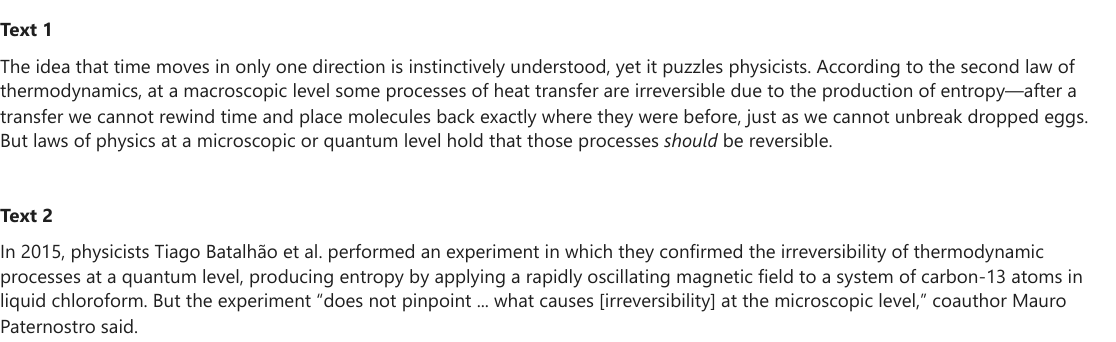 Text 1
The idea that time moves in only one direction is instinctively understood, yet it puzzles physicists. According to the second law of
thermodynamics, at a macroscopic level some processes of heat transfer are irreversible due to the production of entropy—after a
transfer we cannot rewind time and place molecules back exactly where they were before, just as we cannot unbreak dropped eggs.
But laws of physics at a microscopic or quantum level hold that those processes should be reversible.
Text 2
In 2015, physicists Tiago Batalhão et al. performed an experiment in which they confirmed the irreversibility of thermodynamic
processes at a quantum level, producing entropy by applying a rapidly oscillating magnetic field to a system of carbon-13 atoms in
liquid chloroform. But the experiment “does not pinpoint ... what causes [irreversibility] at the microscopic level,” coauthor Mauro
Paternostro said.